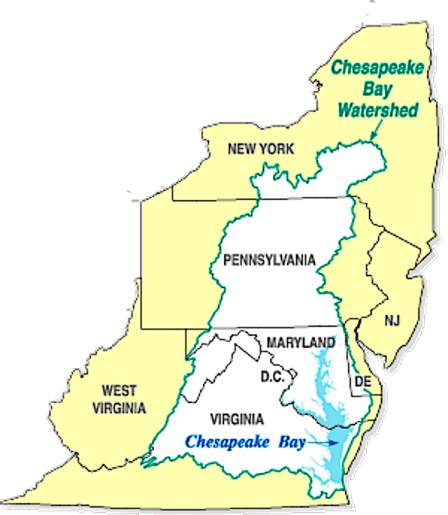 Chesapeake
Bay
Watershed
NEW YORK
PENNSYLVANIA
NJ
MARYLAND
D.C.
DE
WEST
VIRGINIA
VIRGINIA
Chesapeake Bay